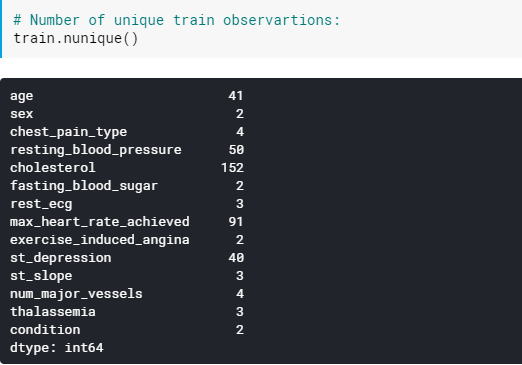 # Number of unique train observartions:
train.nunique()
age 41
sex 2
chest_pain_type 4
resting_blood_pressure 50
cholesterol 152
fasting_blood_sugar 2
rest_ecg 3
max_heart_rate_achieved 91
exercise_induced_angina 2
st_depression 40
st_slope 3
num_major_vessels 4
thalassemia 3
condition 2
dtype: int64